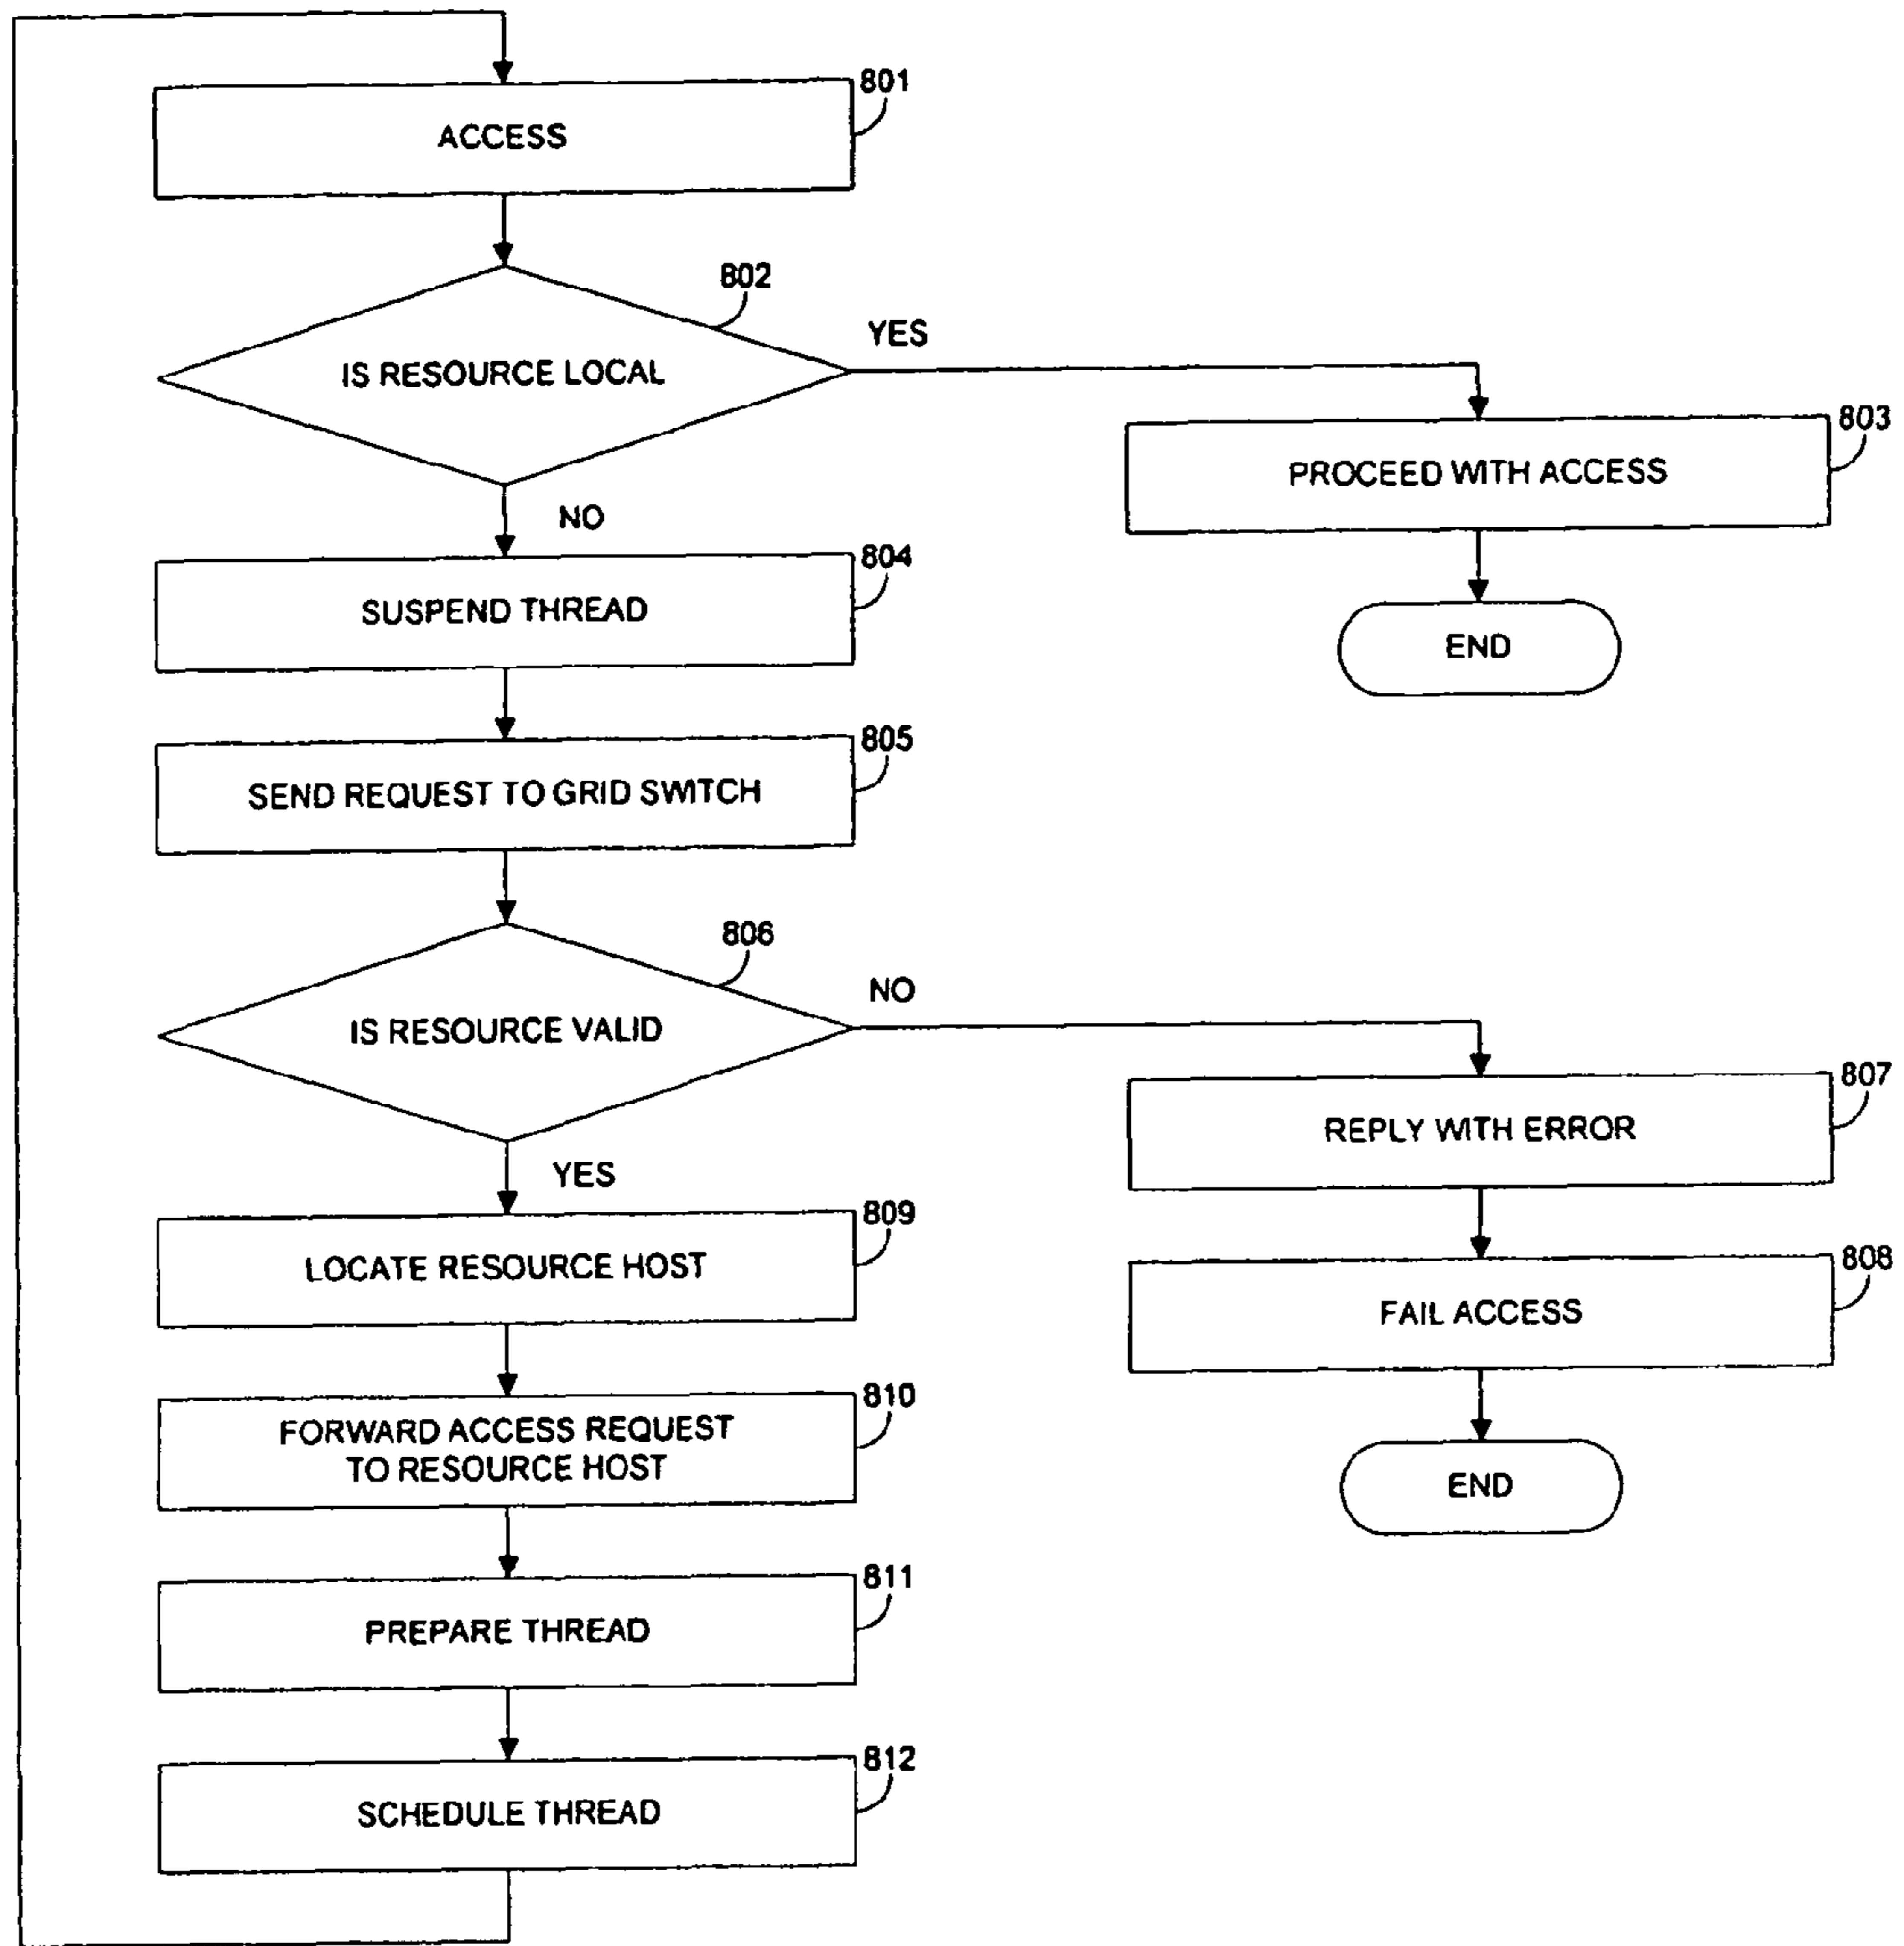 801
ACCESS
802
IS RESOURCE LOCAL
YES
803
PROCEED WITH ACCESS
END
NO
804
SUSPEND THREAD
805
SEND REQUEST TO GRID SWITCH
806
IS RESOURCE VALID
NO
807
REPLY WITH ERROR
808
FAIL ACCESS
END
YES
809
LOCATE RESOURCE HOST
810
FORWARD ACCESS REQUEST
TO RESOURCE HOST
811
PREPARE THREAD
812
SCHEDULE THREAD